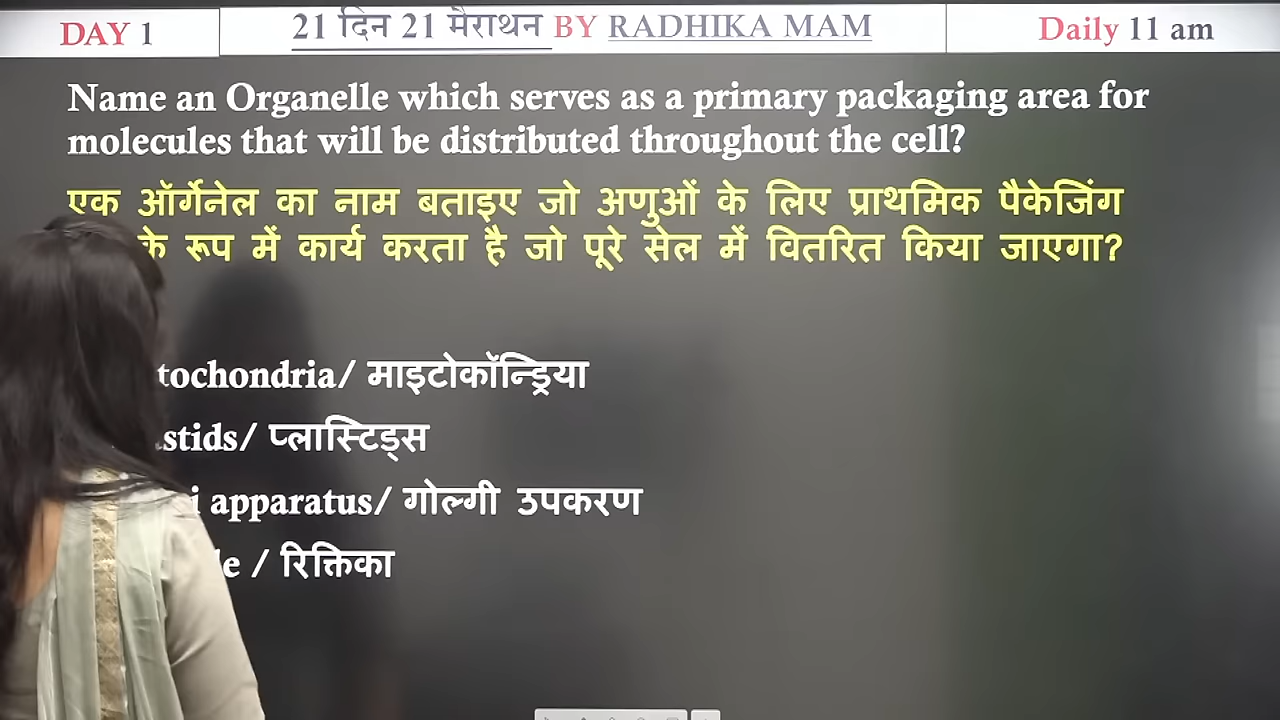 DAY 1
21 दिन 21 मैराथन BY RADHIKA MAM
Daily 11 am
Name an Organelle which serves as a primary packaging area for
molecules that will be distributed throughout the cell?
एक ऑर्गेनेल का नाम बताइए जो अणुओं के लिए प्राथमिक पैकेजिंग
के रूप में कार्य करता है जो पूरे सेल में वितरित किया जाएगा?
tochondria/ माइटोकॉन्ड्रिया
stids/ प्लास्टिड्स
i apparatus/ गोल्गी उपकरण
le / रिक्तिका